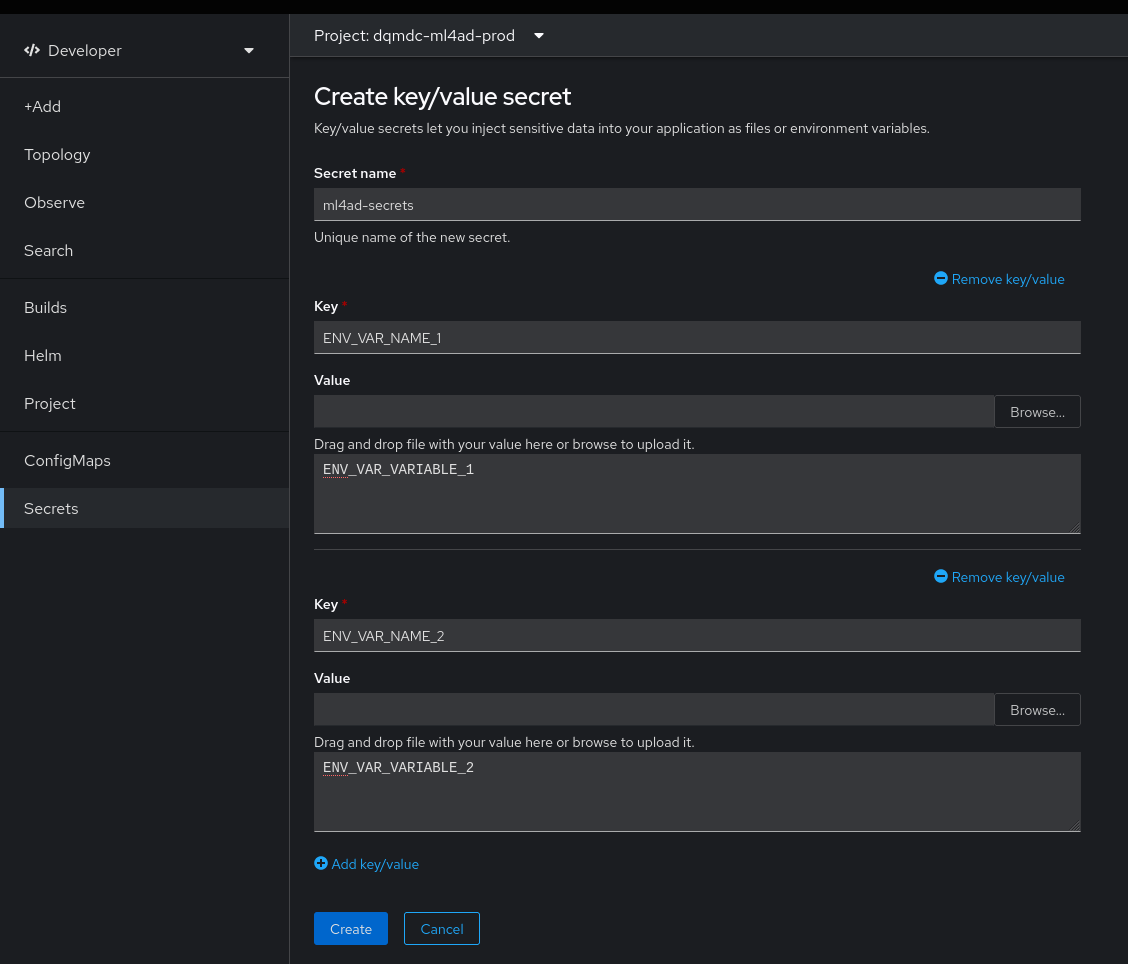 Developer
+Add
Topology
Observe
Search
Builds
Helm
Project
ConfigMaps
Secrets
Project: dqmdc-ml4ad-prod
Create key/value secret
Key/value secrets let you inject sensitive data into your application as files or environment variables.
Secret name *
ml4ad-secrets
Unique name of the new secret.
Remove key/value
Key *
ENV_VAR_NAME_1
Value
Browse...
Drag and drop file with your value here or browse to upload it.
ENV_VAR_VARIABLE_1
Remove key/value
Key *
ENV_VAR_NAME_2
Value
Browse...
Drag and drop file with your value here or browse to upload it.
ENV_VAR_VARIABLE_2
Add key/value
Create Cancel